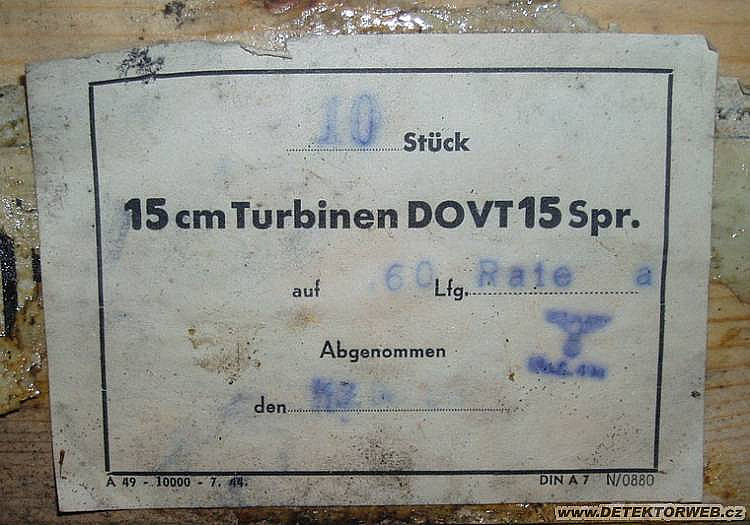 10 Stück
15 cm Turbinen DOVT 15 Spr.
auf 60 Lfg. Rate a
Abgenommen
den
A 49 - 10000 - 7. 44.
DIN A 7 N/0880
www.DETEKTORWEB.cz